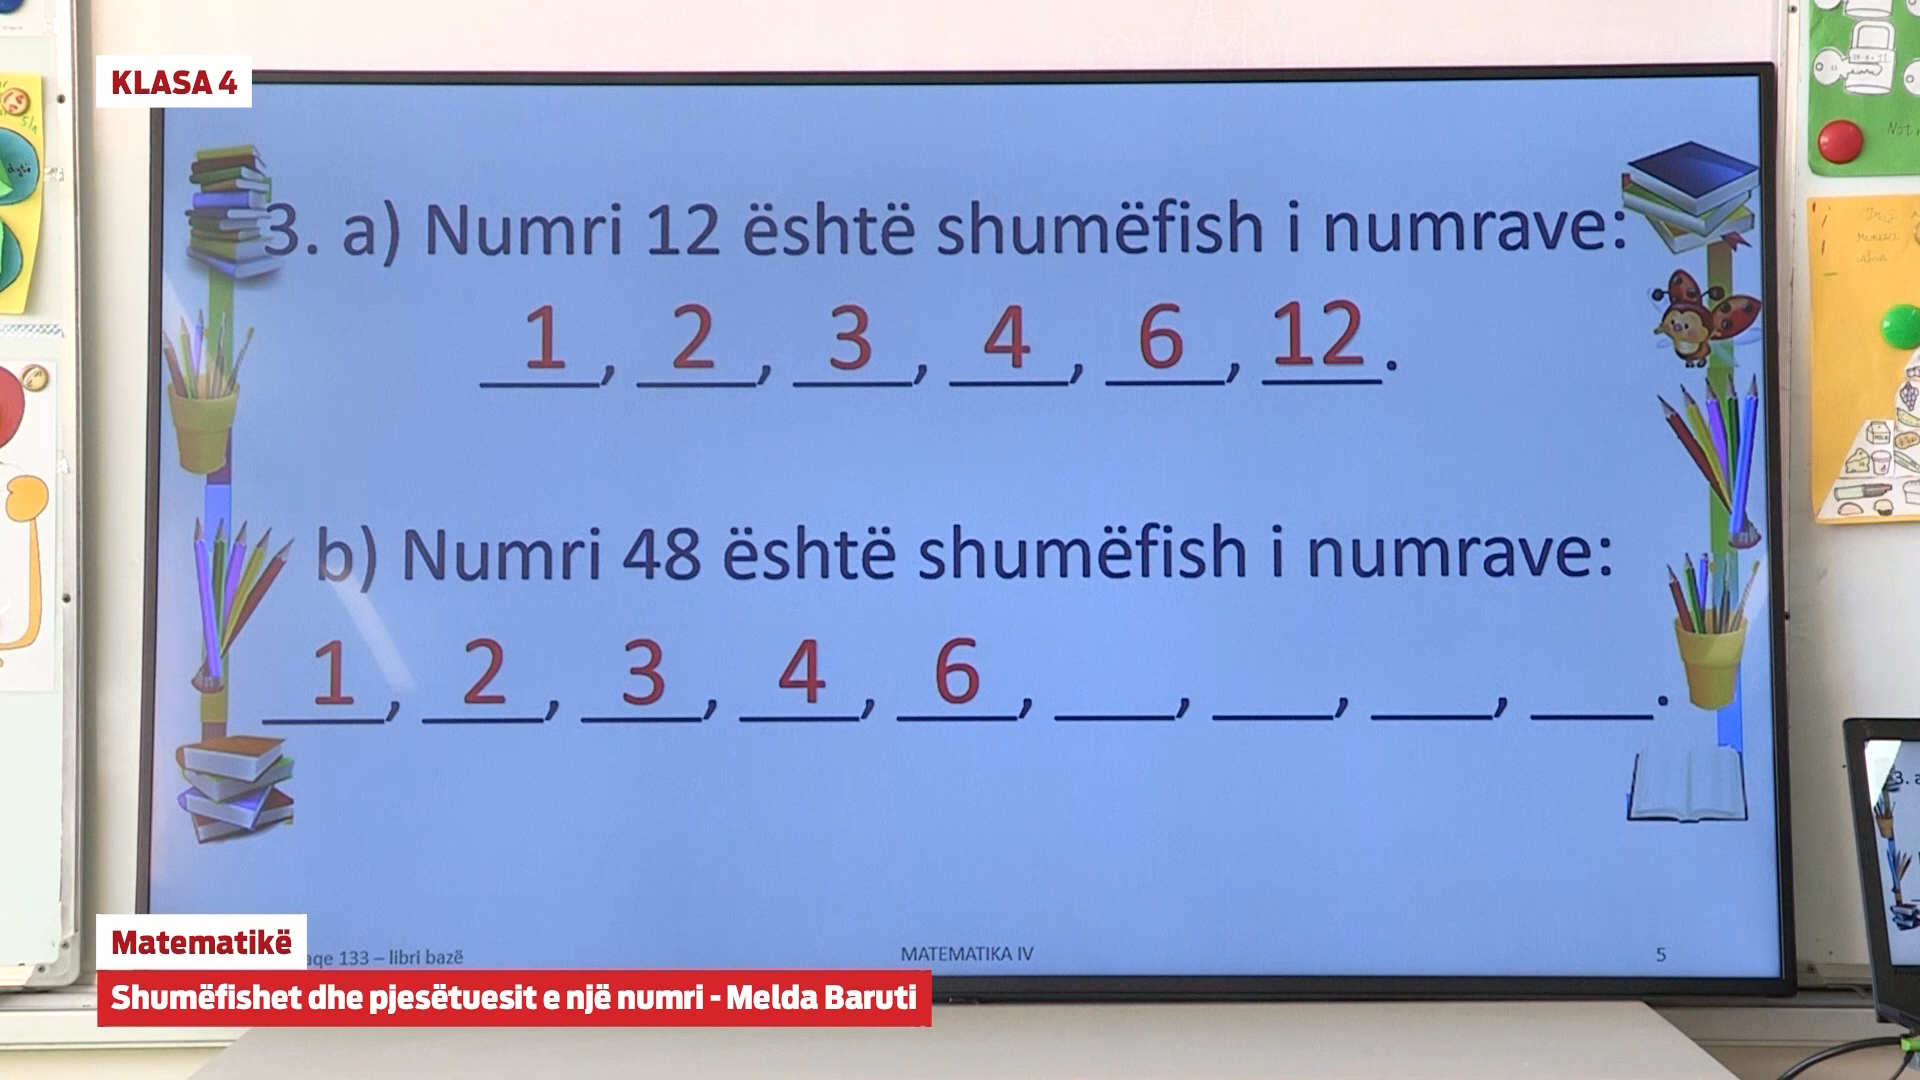 KLASA 4
3. a) Numri 12 është shumëfish i numrave:
1, 2, 3, 4, 6, 12.
b) Numri 48 është shumëfish i numrave:
1, 2, 3, 4, 6, ___, ___, ___, ___.
133 – libri bazë
MATEMATIKA IV
5
Matematikë
Shumëfishet dhe pjesëtuesit e një numri - Melda Baruti